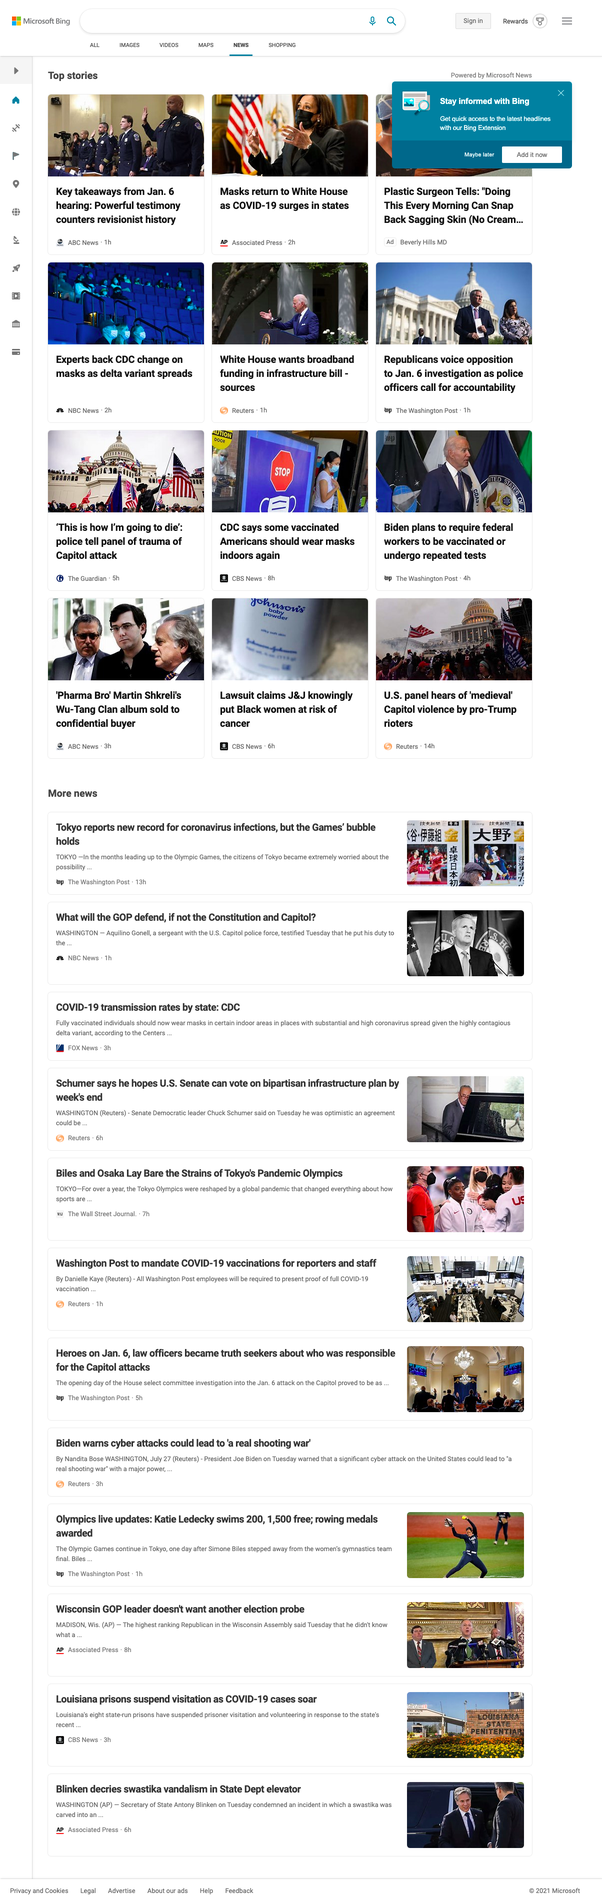 Microsoft Bing
Sign in
Rewards
ALL
IMAGES
VIDEOS
MAPS
NEWS
SHOPPING
Top stories
Powered by Microsoft News
Stay informed with Bing
Get quick access to the latest headlines
with our Bing Extension
Maybe later
Add it now
Key takeaways from Jan. 6
hearing: Powerful testimony
counters revisionist history
ABC News · 1h
Masks return to White House
as COVID-19 surges in states
AP
Associated Press · 2h
Plastic Surgeon Tells: "Doing
This Every Morning Can Snap
Back Sagging Skin (No Cream...
Ad
Beverly Hills MD
Experts back CDC change on
masks as delta variant spreads
NBC News · 2h
White House wants broadband
funding in infrastructure bill -
sources
Reuters · 1h
Republicans voice opposition
to Jan. 6 investigation as police
officers call for accountability
wp
The Washington Post · 1h
'This is how I'm going to die':
police tell panel of trauma of
Capitol attack
The Guardian · 5h
STOP
CDC says some vaccinated
Americans should wear masks
indoors again
CBS News · 8h
Biden plans to require federal
workers to be vaccinated or
undergo repeated tests
wp
The Washington Post · 4h
'Pharma Bro' Martin Shkreli's
Wu-Tang Clan album sold to
confidential buyer
ABC News · 3h
Johnson's
baby
powder
Lawsuit claims J&J knowingly
put Black women at risk of
cancer
CBS News · 6h
U.S. panel hears of 'medieval'
Capitol violence by pro-Trump
rioters
Reuters · 14h
More news
Tokyo reports new record for coronavirus infections, but the Games' bubble
holds
TOKYO —In the months leading up to the Olympic Games, the citizens of Tokyo became extremely worried about the
possibility ...
wp
The Washington Post · 13h
What will the GOP defend, if not the Constitution and Capitol?
WASHINGTON — Aquilino Gonell, a sergeant with the U.S. Capitol police force, testified Tuesday that he put his duty to
the ...
NBC News · 1h
COVID-19 transmission rates by state: CDC
Fully vaccinated individuals should now wear masks in certain indoor areas in places with substantial and high coronavirus spread given the highly contagious
delta variant, according to the Centers ...
FOX News · 3h
Schumer says he hopes U.S. Senate can vote on bipartisan infrastructure plan by
week's end
WASHINGTON (Reuters) - Senate Democratic leader Chuck Schumer said on Tuesday he was optimistic an agreement
could be ...
Reuters · 6h
Biles and Osaka Lay Bare the Strains of Tokyo's Pandemic Olympics
TOKYO—For over a year, the Tokyo Olympics were reshaped by a global pandemic that changed everything about how
sports are ...
WSJ
The Wall Street Journal. · 7h
Washington Post to mandate COVID-19 vaccinations for reporters and staff
By Danielle Kaye (Reuters) - All Washington Post employees will be required to present proof of full COVID-19
vaccination ...
Reuters · 1h
Heroes on Jan. 6, law officers became truth seekers about who was responsible
for the Capitol attacks
The opening day of the House select committee investigation into the Jan. 6 attack on the Capitol proved to be as ...
wp
The Washington Post · 5h
Biden warns cyber attacks could lead to 'a real shooting war'
By Nandita Bose WASHINGTON, July 27 (Reuters) - President Joe Biden on Tuesday warned that a significant cyber attack on the United States could lead to "a
real shooting war" with a major power, ...
Reuters · 3h
Olympics live updates: Katie Ledecky swims 200, 1,500 free; rowing medals
awarded
The Olympic Games continue in Tokyo, one day after Simone Biles stepped away from the women's gymnastics team
final. Biles ...
wp
The Washington Post · 1h
Wisconsin GOP leader doesn't want another election probe
MADISON, Wis. (AP) — The highest ranking Republican in the Wisconsin Assembly said Tuesday that he didn't know
what a ...
AP
Associated Press · 8h
Louisiana prisons suspend visitation as COVID-19 cases soar
Louisiana's eight state-run prisons have suspended prisoner visitation and volunteering in response to the state's
recent ...
CBS News · 3h
LOUISIANA
STATE
PENITENTIARY
Blinken decries swastika vandalism in State Dept elevator
WASHINGTON (AP) — Secretary of State Antony Blinken on Tuesday condemned an incident in which a swastika was
carved into an ...
AP
Associated Press · 6h
Privacy and Cookies
Legal
Advertise
About our ads
Help
Feedback
© 2021 Microsoft